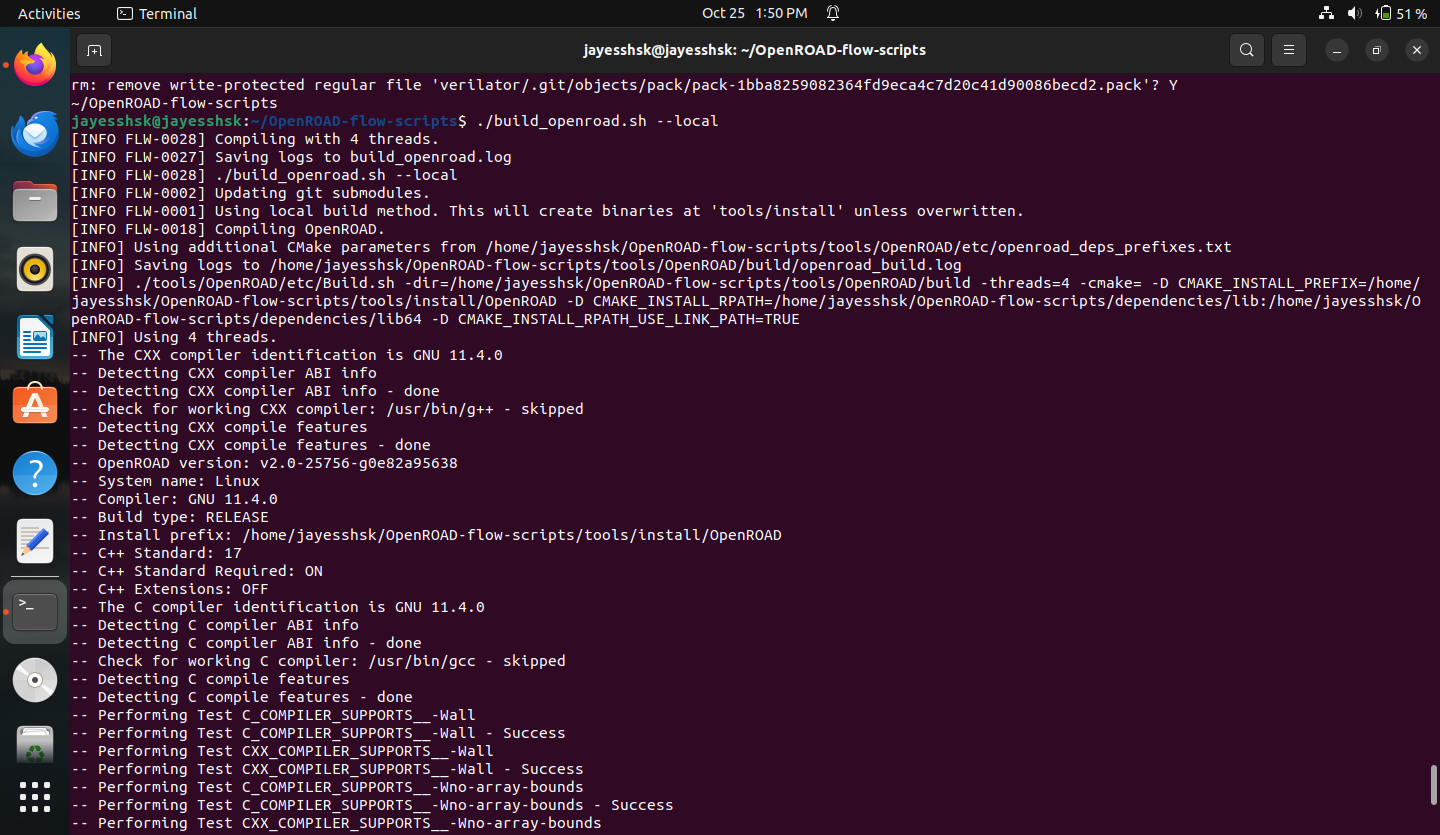 Activities
Terminal
Oct 25 1:50 PM
51 %
jayesshsk@jayesshsk: ~/OpenROAD-flow-scripts
rm: remove write-protected regular file 'verilator/.git/objects/pack/pack-1bba8259082364fd9eca4c7d20c41d90086becd2.pack'? Y
~/OpenROAD-flow-scripts
jayesshsk@jayesshsk:~/OpenROAD-flow-scripts$ ./build_openroad.sh --local
[INFO FLW-0028] Compiling with 4 threads.
[INFO FLW-0027] Saving logs to build_openroad.log
[INFO FLW-0028] ./build_openroad.sh --local
[INFO FLW-0002] Updating git submodules.
[INFO FLW-0001] Using local build method. This will create binaries at 'tools/install' unless overwritten.
[INFO FLW-0018] Compiling OpenROAD.
[INFO] Using additional CMake parameters from /home/jayesshsk/OpenROAD-flow-scripts/tools/OpenROAD/etc/openroad_deps_prefixes.txt
[INFO] Saving logs to /home/jayesshsk/OpenROAD-flow-scripts/tools/OpenROAD/build/openroad_build.log
[INFO] ./tools/OpenROAD/etc/Build.sh -dir=/home/jayesshsk/OpenROAD-flow-scripts/tools/OpenROAD/build -threads=4 -cmake= -D CMAKE_INSTALL_PREFIX=/home/
jayesshsk/OpenROAD-flow-scripts/tools/install/OpenROAD -D CMAKE_INSTALL_RPATH=/home/jayesshsk/OpenROAD-flow-scripts/dependencies/lib:/home/jayesshsk/O
penROAD-flow-scripts/dependencies/lib64 -D CMAKE_INSTALL_RPATH_USE_LINK_PATH=TRUE
[INFO] Using 4 threads.
-- The CXX compiler identification is GNU 11.4.0
-- Detecting CXX compiler ABI info
-- Detecting CXX compiler ABI info - done
-- Check for working CXX compiler: /usr/bin/g++ - skipped
-- Detecting CXX compile features
-- Detecting CXX compile features - done
-- OpenROAD version: v2.0-25756-g0e82a95638
-- System name: Linux
-- Compiler: GNU 11.4.0
-- Build type: RELEASE
-- Install prefix: /home/jayesshsk/OpenROAD-flow-scripts/tools/install/OpenROAD
-- C++ Standard: 17
-- C++ Standard Required: ON
-- C++ Extensions: OFF
-- The C compiler identification is GNU 11.4.0
-- Detecting C compiler ABI info
-- Detecting C compiler ABI info - done
-- Check for working C compiler: /usr/bin/gcc - skipped
-- Detecting C compile features
-- Detecting C compile features - done
-- Performing Test C_COMPILER_SUPPORTS__-Wall
-- Performing Test C_COMPILER_SUPPORTS__-Wall - Success
-- Performing Test CXX_COMPILER_SUPPORTS__-Wall
-- Performing Test CXX_COMPILER_SUPPORTS__-Wall - Success
-- Performing Test C_COMPILER_SUPPORTS__-Wno-array-bounds
-- Performing Test C_COMPILER_SUPPORTS__-Wno-array-bounds - Success
-- Performing Test CXX_COMPILER_SUPPORTS__-Wno-array-bounds